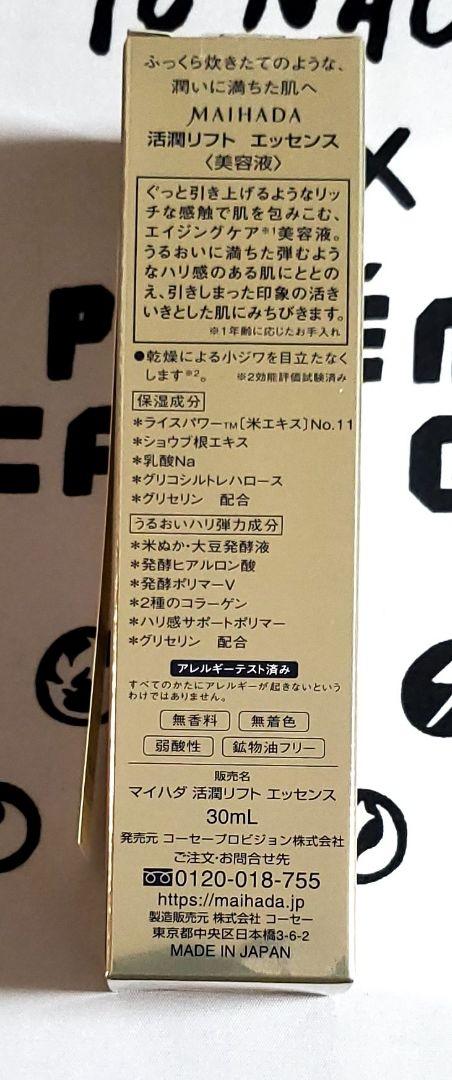 ふっくら炊きたてのような、
潤いに満ちた肌へ
MAIHADA
活潤リフト エッセンス
〈美容液〉
ぐっと引き上げるようなリッ
チな感触で肌を包みこむ、
エイジングケア※1美容液。
うるおいに満ちた弾むよう
なハリ感のある肌にととの
え、引きしまった印象の活き
いきとした肌にみちびきます。
※1年齢に応じたお手入れ
●乾燥による小ジワを目立たなく
します※2。 ※2効能評価試験済み
保湿成分
*ライスパワーTM〔米エキス〕No.11
*ショウブ根エキス
*乳酸Na
*グリコシルトレハロース
*グリセリン 配合
うるおいハリ弾力成分
*米ぬか・大豆発酵液
*発酵ヒアルロン酸
*発酵ポリマーV
*2種のコラーゲン
*ハリ感サポートポリマー
*グリセリン 配合
アレルギーテスト済み
すべてのかたにアレルギーが起きないという
わけではありません。
無香料 無着色
弱酸性 鉱物油フリー
販売名
マイハダ 活潤リフト エッセンス
30mL
発売元 コーセープロビジョン株式会社
ご注文・お問合せ先
0120-018-755
https://maihada.jp
製造販売元 株式会社 コーセー
東京都中央区日本橋3-6-2
MADE IN JAPAN